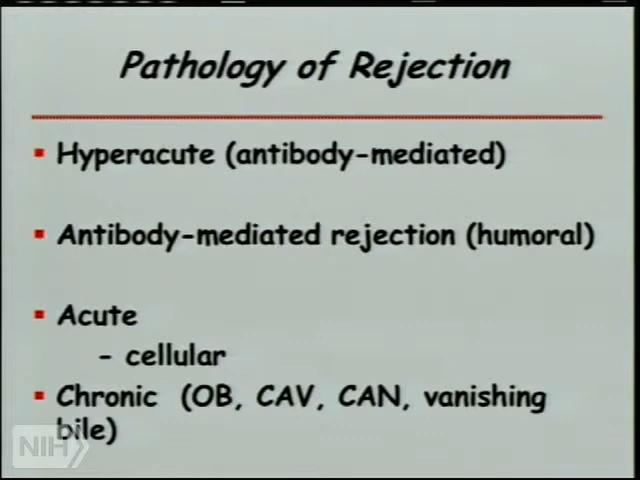 Pathology of Rejection
Hyperacute (antibody-mediated)
Antibody-mediated rejection (humoral)
Acute
- cellular
Chronic (OB, CAV, CAN, vanishing
bile)
NIH